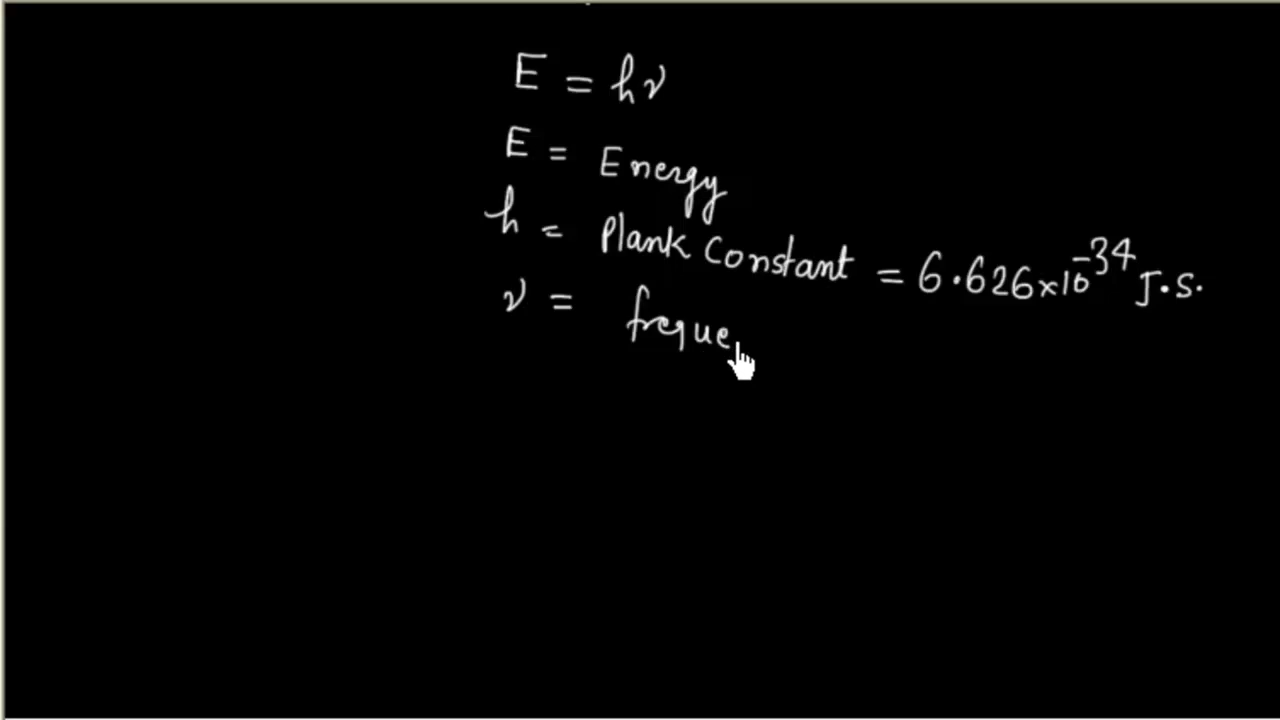 E = hν
E = Energy
h = Plank Constant = 6.626×10⁻³⁴ J.s.
ν = freque